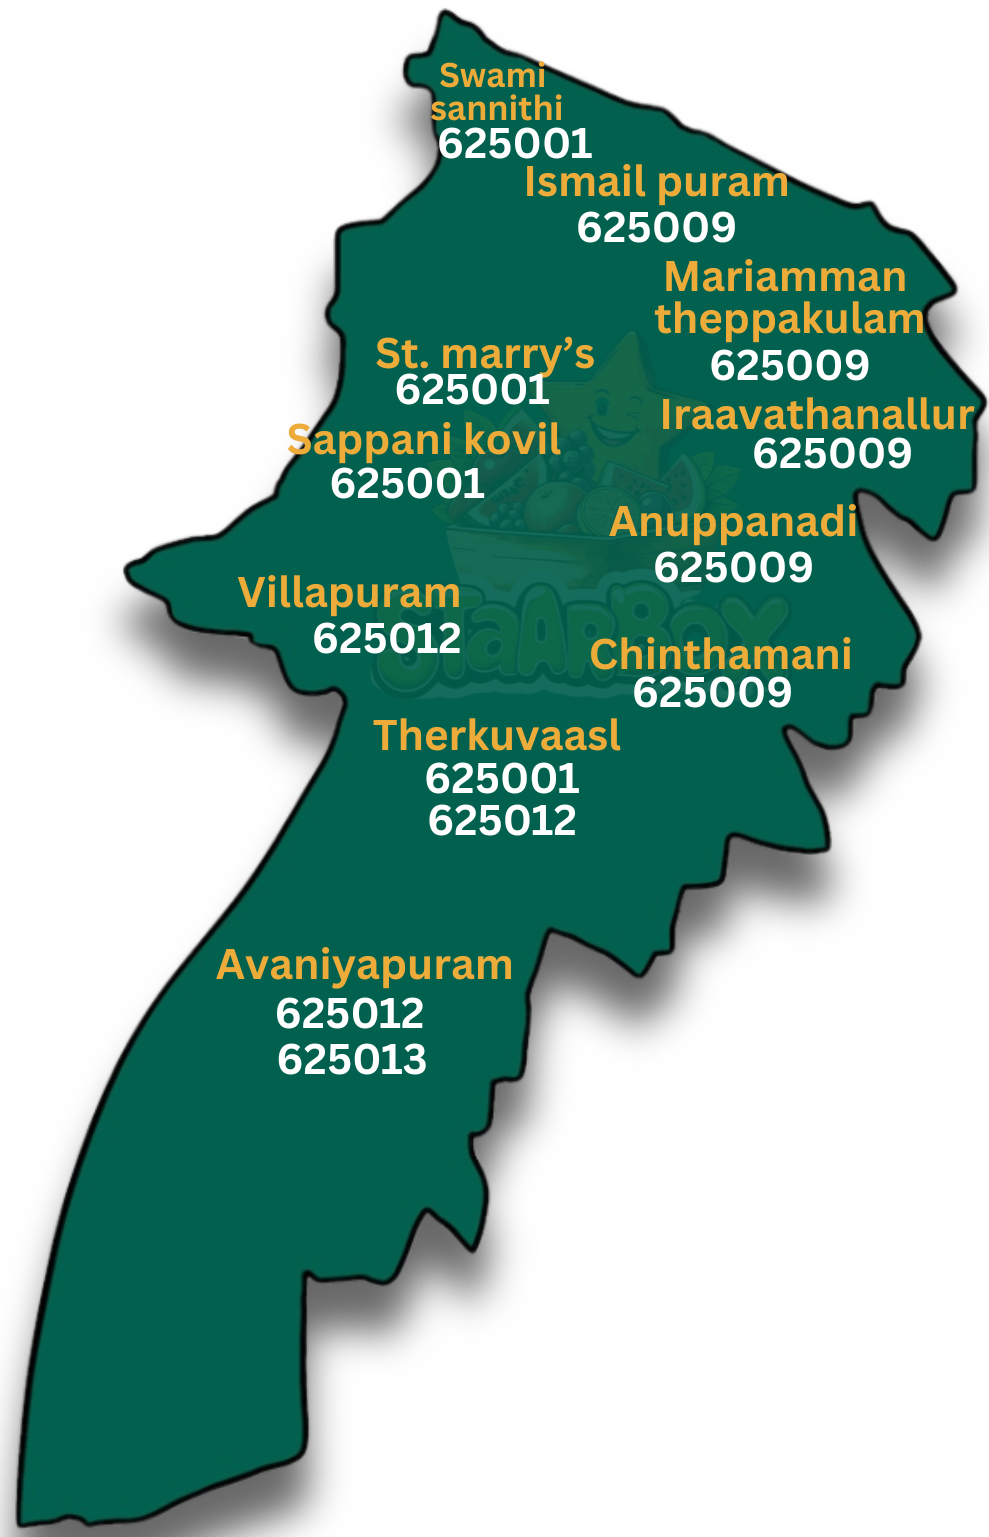 Swami
sannithi
625001
Ismail puram
625009
Mariamman
theppakulam
625009
St. marry’s
625001
Iraavathanallur
625009
Sappani kovil
625001
Anuppanadi
625009
Villapuram
625012
STaARBOX
Chinthamani
625009
Therkuvaasl
625001
625012
Avaniyapuram
625012
625013